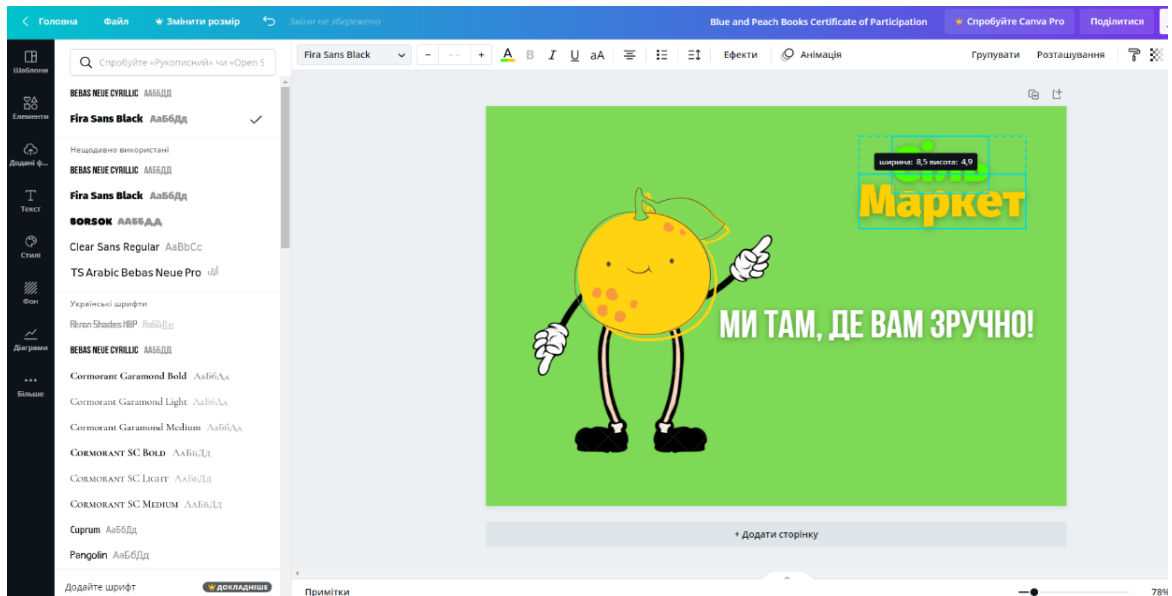 Головна Файл Змінити розмір Зміни не збережено Blue and Peach Books Certificate of Participation Спробуйте Canva Pro Поділитися
Шаблони
Елементи
Додані ф...
Текст
Стилі
Фон
Діаграми
Більше
Спробуйте «Рукописний» чи «Open S
BEBAS NEUE CYRILLIC ААББДД
Fira Sans Black АаБбДд
Нещодавно використані
BEBAS NEUE CYRILLIC ААББДД
Fira Sans Black АаБбДд
BORSOK ААББДД
Clear Sans Regular AaBbCc
TS Arabic Bebas Neue Pro
Українські шрифти
Rhron Shades HBP АаБбДд
BEBAS NEUE CYRILLIC ААББДД
Cormorant Garamond Bold АаБбДд
Cormorant Garamond Light АаБбДд
Cormorant Garamond Medium АаБбДд
CORMORANT SC BOLD ААББДД
CORMORANT SC LIGHT ААББДД
CORMORANT SC MEDIUM ААББДД
Cuprum АаБбДд
Pangolin АаБбДд
Додайте шрифт ДОКЛАДНІШЕ
Fira Sans Black - -- + A B I U aA Ефекти Анімація Групувати Розташування
ширина: 8,5 висота: 4,9
Маркет
МИ ТАМ, ДЕ ВАМ ЗРУЧНО!
+ Додати сторінку
Примітки 78%